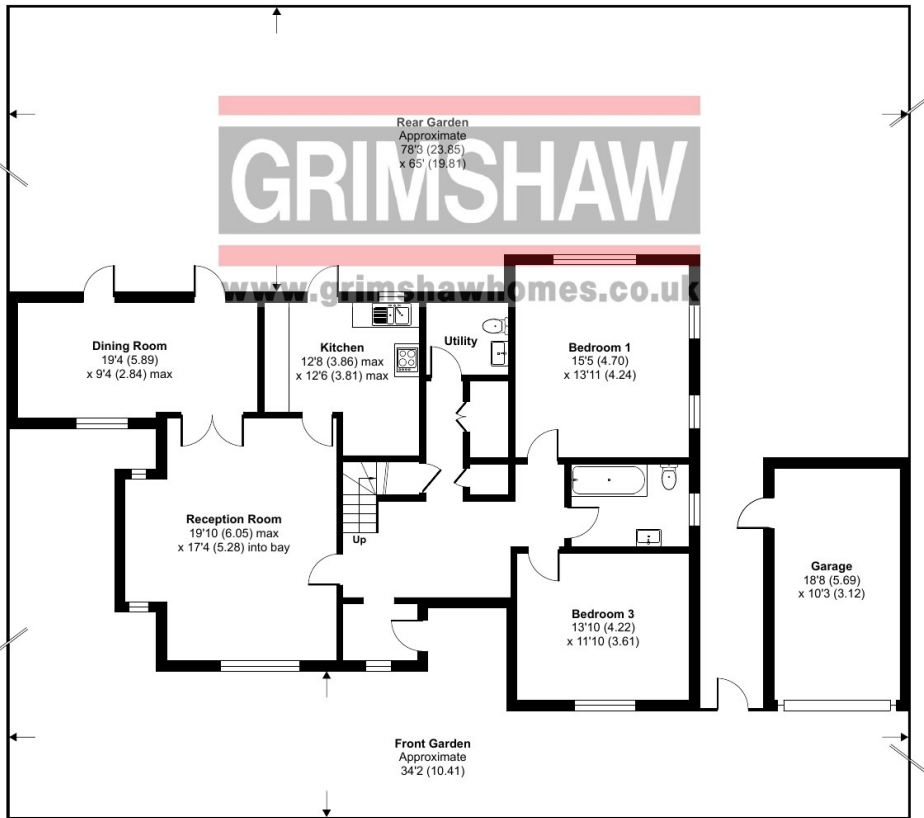 Rear Garden
Approximate
78'3 (23.85)
x 65' (19.81)
GRIMSHAW
www.grimshawhomes.co.uk
Dining Room
19'4 (5.89)
x 9'4 (2.84) max
Kitchen
12'8 (3.86) max
x 12'6 (3.81) max
Utility
Bedroom 1
15'5 (4.70)
x 13'11 (4.24)
Reception Room
19'10 (6.05) max
x 17'4 (5.28) into bay
Up
Garage
18'8 (5.69)
x 10'3 (3.12)
Bedroom 3
13'10 (4.22)
x 11'10 (3.61)
Front Garden
Approximate
34'2 (10.41)